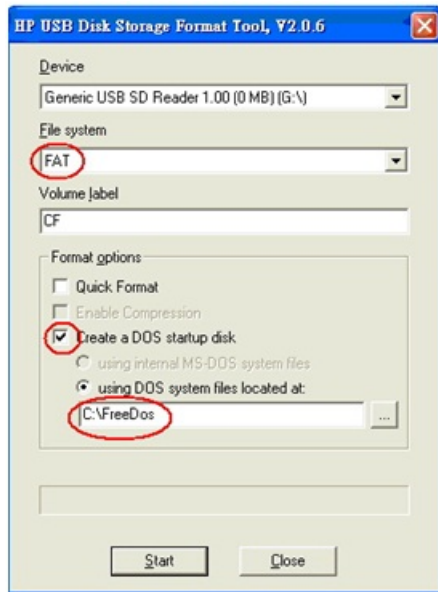 HP USB Disk Storage Format Tool, V2.0.6
Device
Generic USB SD Reader 1.00 (0 MB) (G:\)
File system
FAT
Volume label
CF
Format options
Quick Format
Enable Compression
Create a DOS startup disk
using internal MS-DOS system files
using DOS system files located at:
C:\FreeDos
...
Start
Close